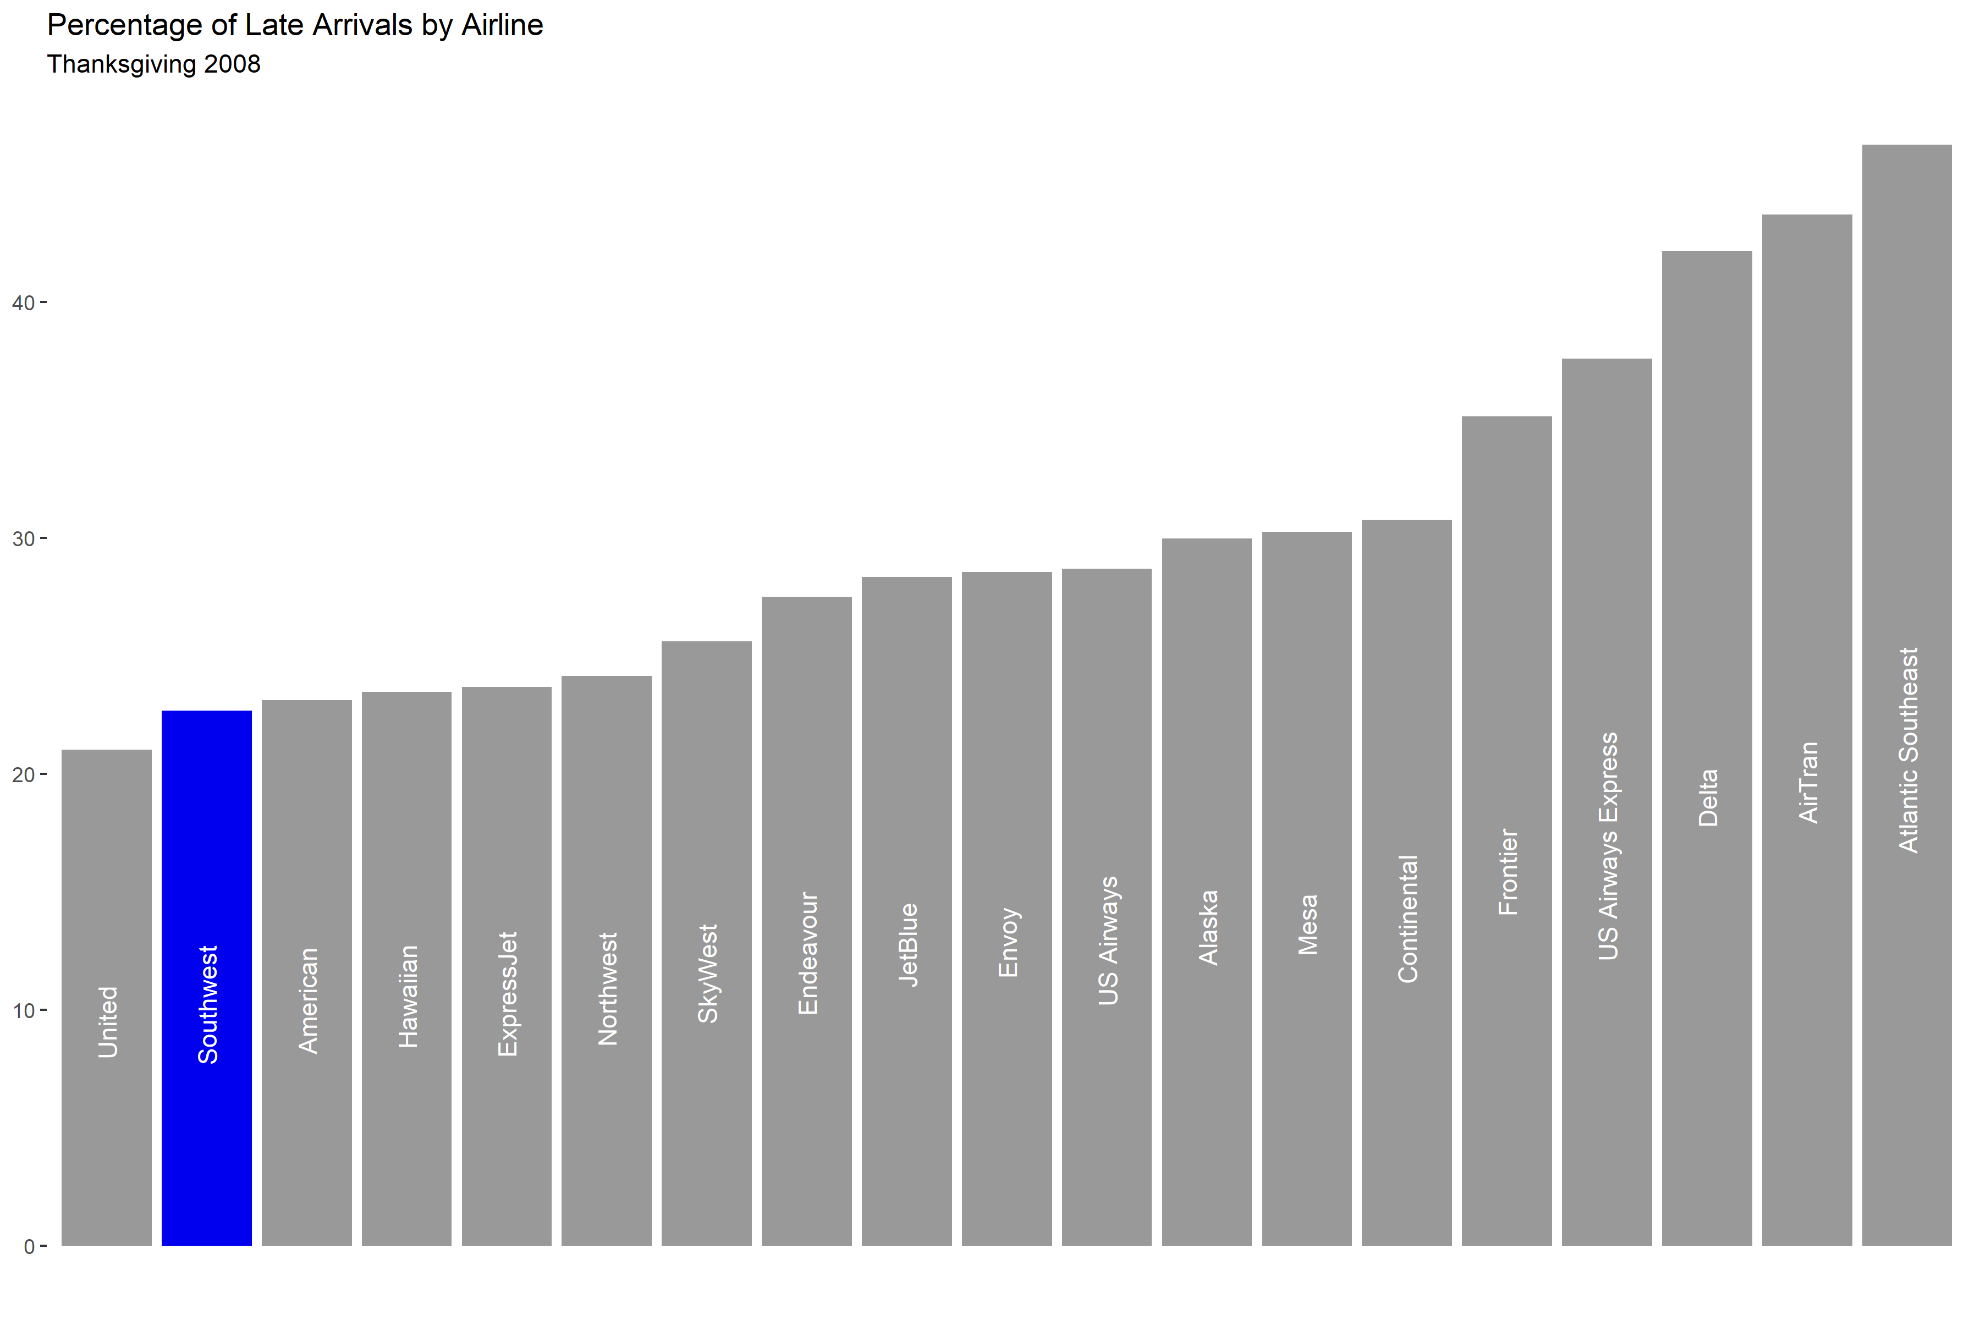 Percentage of Late Arrivals by Airline
Thanksgiving 2008
40
30
20
10
0
United
Southwest
American
Hawaiian
ExpressJet
Northwest
SkyWest
Endeavour
JetBlue
Envoy
US Airways
Alaska
Mesa
Continental
Frontier
US Airways Express
Delta
AirTran
Atlantic Southeast